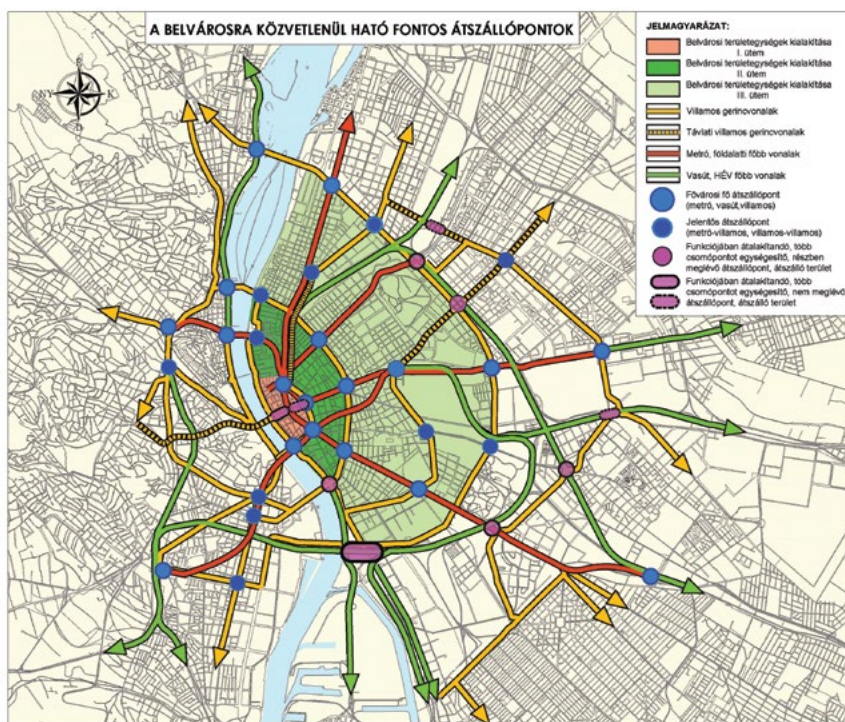 A BELVÁROSRA KÖZVETLENÜL HATÓ FONTOS ÁTSZÁLLÓPONTOK
JELMAGYARÁZAT:
Belvárosi területegységek kialakítása
I. ütem
Belvárosi területegységek kialakítása
II. ütem
Belvárosi területegységek kialakítása
III. ütem
Villamos gerincvonalak
Távlati villamos gerincvonalak
Metró, földalatti főbb vonalak
Vasút, HÉV főbb vonalak
Fővárosi fő átszállópont
(metró, vasút,villamos)
Jelentős átszállópont
(metró-villamos, villamos-villamos)
Funkciójában átalakítandó, több
csomópontot egységesítő, részben
meglévő átszállópont, átszálló terület
Funkciójában átalakítandó, több
csomópontot egységesítő, nem meglévő
átszállópont, átszálló terület
É
NY
K
D